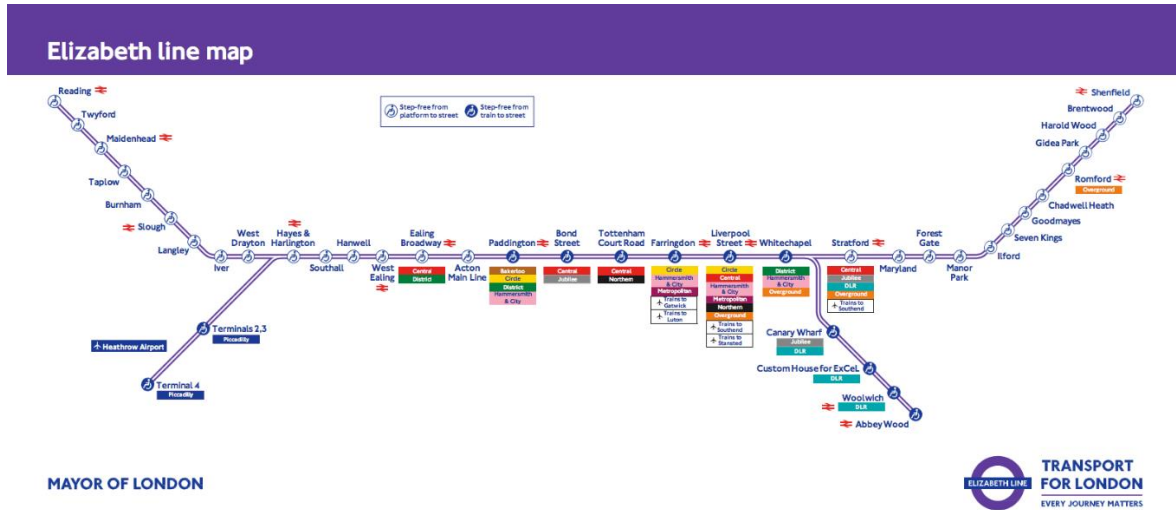 Elizabeth line map
Step-free from
platform to street
Step-free from
train to street
Reading
Twyford
Maidenhead
Taplow
Burnham
Slough
Langley
Iver
West
Drayton
Hayes &
Harlington
Southall
Hanwell
West
Ealing
Ealing
Broadway
Central
District
Acton
Main Line
Paddington
Bakerloo
Circle
District
Hammersmith
& City
Bond
Street
Central
Jubilee
Tottenham
Court Road
Central
Northern
Farringdon
Circle
Hammersmith
& City
Metropolitan
Trains to
Gatwick
Trains to
Luton
Liverpool
Street
Circle
Central
Hammersmith
& City
Metropolitan
Northern
Overground
Trains to
Southend
Trains to
Stansted
Whitechapel
District
Hammersmith
& City
Overground
Stratford
Central
Jubilee
DLR
Overground
Trains to
Southend
Maryland
Forest
Gate
Manor
Park
Ilford
Seven Kings
Goodmayes
Chadwell Heath
Romford
Overground
Gidea Park
Harold Wood
Brentwood
Shenfield
Terminals 2,3
Piccadilly
Heathrow Airport
Terminal 4
Piccadilly
Canary Wharf
Jubilee
DLR
Custom House for ExCeL
DLR
Woolwich
DLR
Abbey Wood
MAYOR OF LONDON
ELIZABETH LINE
TRANSPORT
FOR LONDON
EVERY JOURNEY MATTERS